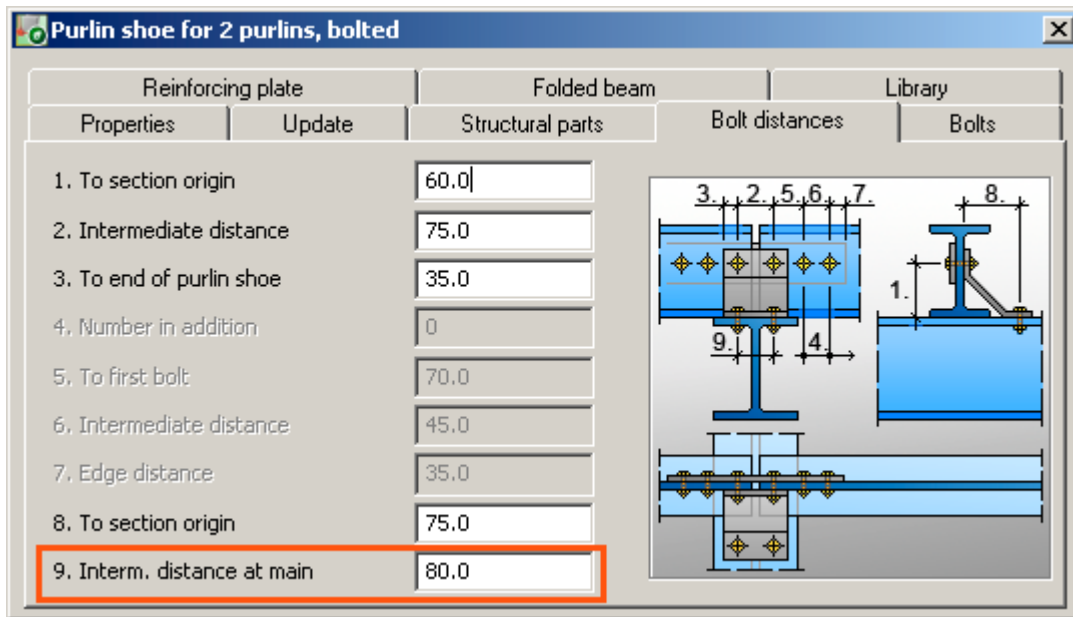 Purlin shoe for 2 purlins, bolted
Reinforcing plate Folded beam Library
Properties Update Structural parts Bolt distances Bolts
1. To section origin 60.0
2. Intermediate distance 75.0
3. To end of purlin shoe 35.0
4. Number in addition 0
5. To first bolt 70.0
6. Intermediate distance 45.0
7. Edge distance 35.0
8. To section origin 75.0
9. Interm. distance at main 80.0
3. 2. 5. 6. 7. 8.
1.
9. 4.